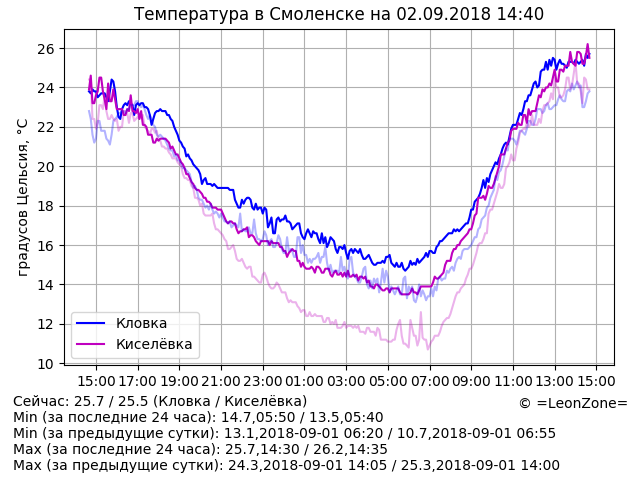 Температура в Смоленске на 02.09.2018 14:40
градусов Цельсия, °C
26
24
22
20
18
16
14
12
10
Кловка
Киселёвка
15:00 17:00 19:00 21:00 23:00 01:00 03:00 05:00 07:00 09:00 11:00 13:00 15:00
Сейчас: 25.7 / 25.5 (Кловка / Киселёвка)
© =LeonZone=
Min (за последние 24 часа): 14.7,05:50 / 13.5,05:40
Min (за предыдущие сутки): 13.1,2018-09-01 06:20 / 10.7,2018-09-01 06:55
Max (за последние 24 часа): 25.7,14:30 / 26.2,14:35
Max (за предыдущие сутки): 24.3,2018-09-01 14:05 / 25.3,2018-09-01 14:00